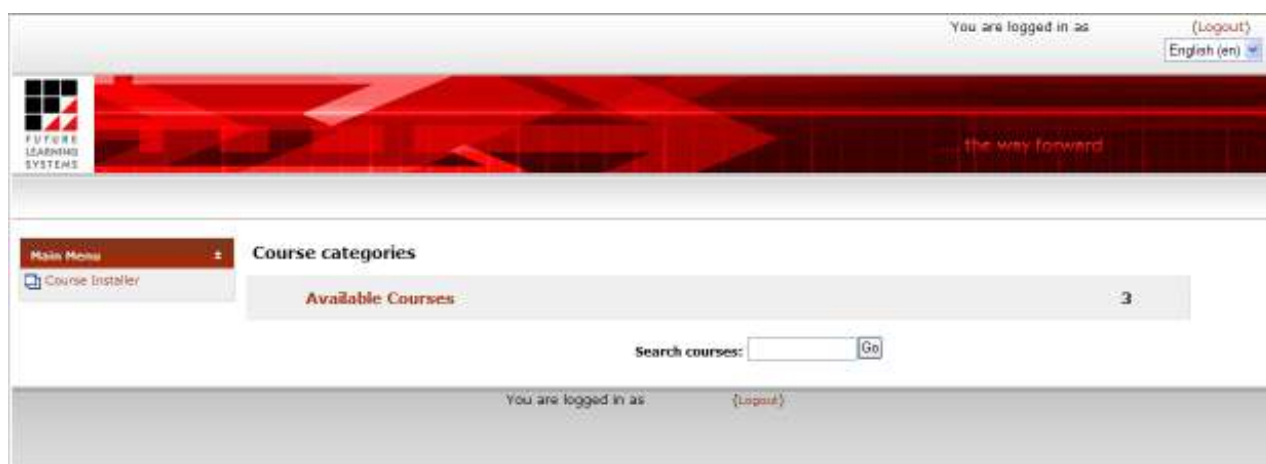 You are logged in as (Logout)
English (en)
FUTURE
LEARNING
SYSTEMS
... the way forward
Main Menu
Course categories
Course Installer
Available Courses 3
Search courses: Go
You are logged in as (Logout)